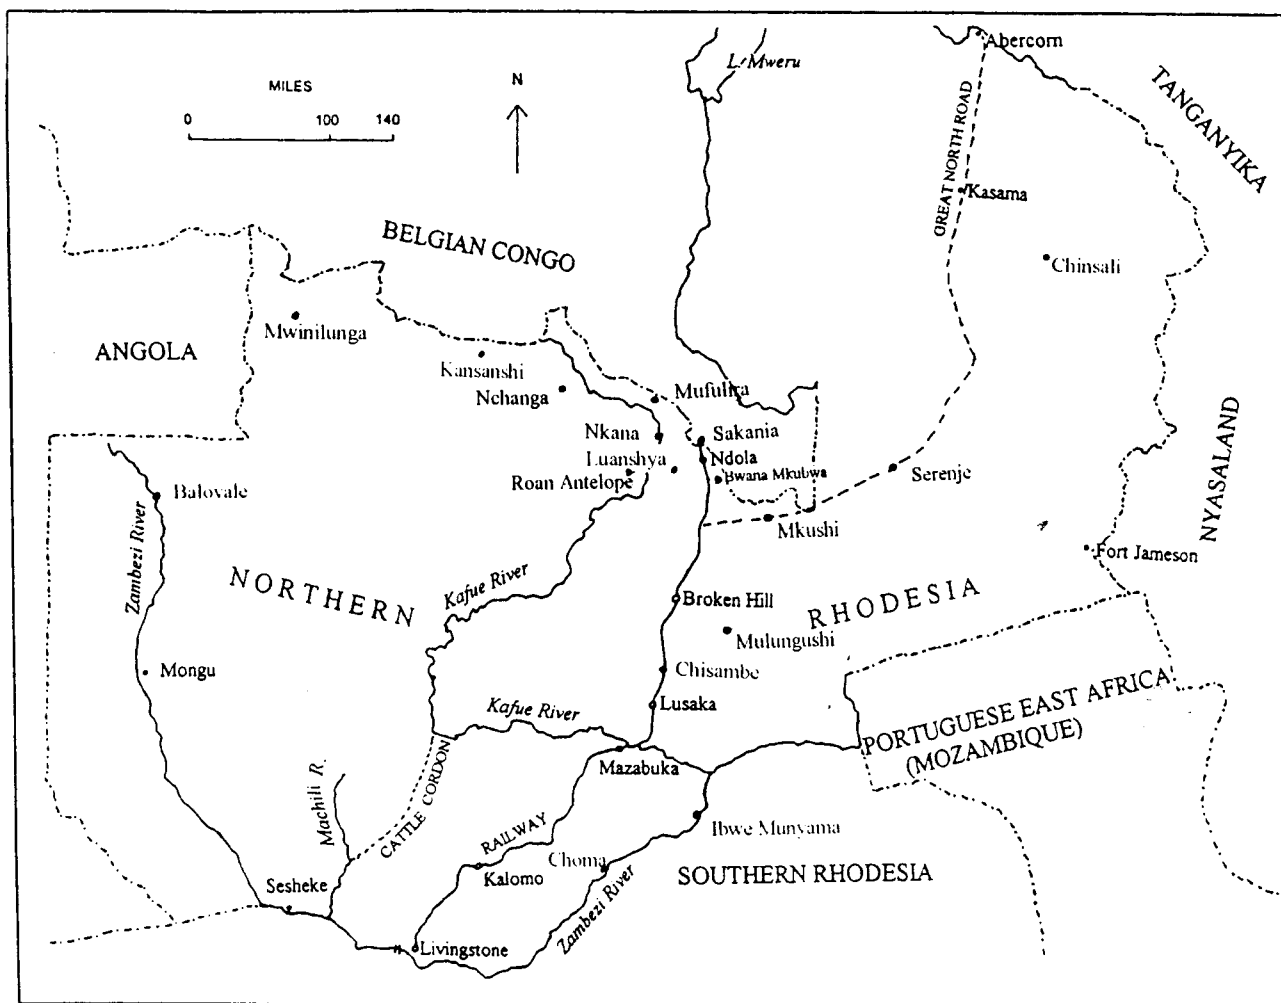 Abercorn
L. Mweru
TANGANYIKA
MILES
N
0 100 140
GREAT NORTH ROAD
Kasama
BELGIAN CONGO
Chinsali
Mwinilunga
ANGOLA
Kansanshi
Nchanga
Mufulira
Nkana
Sakania
Luanshya
Ndola
Roan Antelope
Bwana Mkubwa
Serenje
NYASALAND
Balovale
Mkushi
Fort Jameson
Zambezi River
NORTHERN
Kafue River
Broken Hill
RHODESIA
Mulungushi
Mongu
Chisambe
Lusaka
Kafue River
PORTUGUESE EAST AFRICA
(MOZAMBIQUE)
Mazabuka
Machili R.
CATTLE CORDON
RAILWAY
Ibwe Munyama
Choma
Kalomo
SOUTHERN RHODESIA
Sesheke
Zambezi River
Livingstone